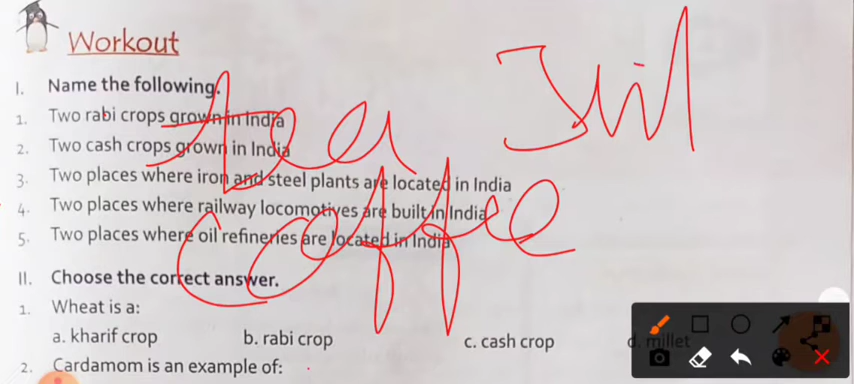 Workout
I. Name the following.
1. Two rabi crops grown in India
2. Two cash crops grown in India
3. Two places where iron and steel plants are located in India
4. Two places where railway locomotives are built in India
5. Two places where oil refineries are located in India
II. Choose the correct answer.
1. Wheat is a:
a. kharif crop b. rabi crop c. cash crop d. millet
2. Cardamom is an example of:
Coffee